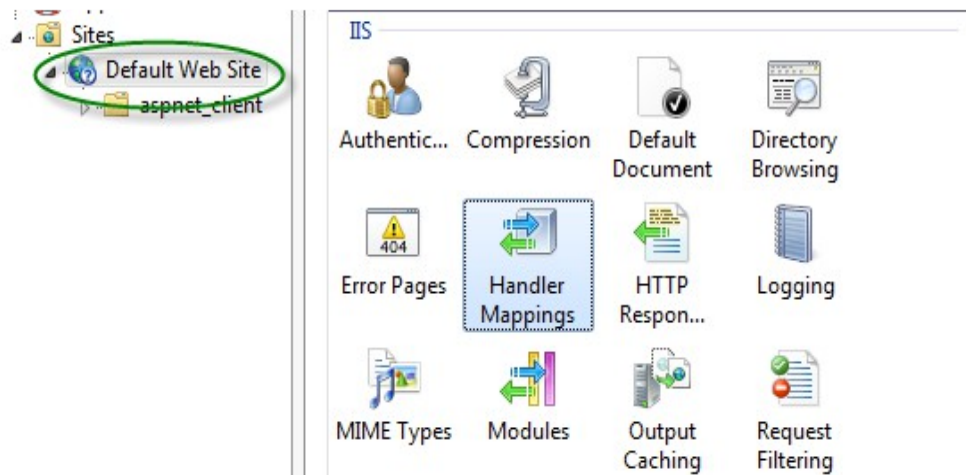 Sites
IIS
Default Web Site
aspnet_client
Authentic... Compression Default Document Directory Browsing
404
Error Pages Handler Mappings HTTP Respon... Logging
MIME Types Modules Output Caching Request Filtering